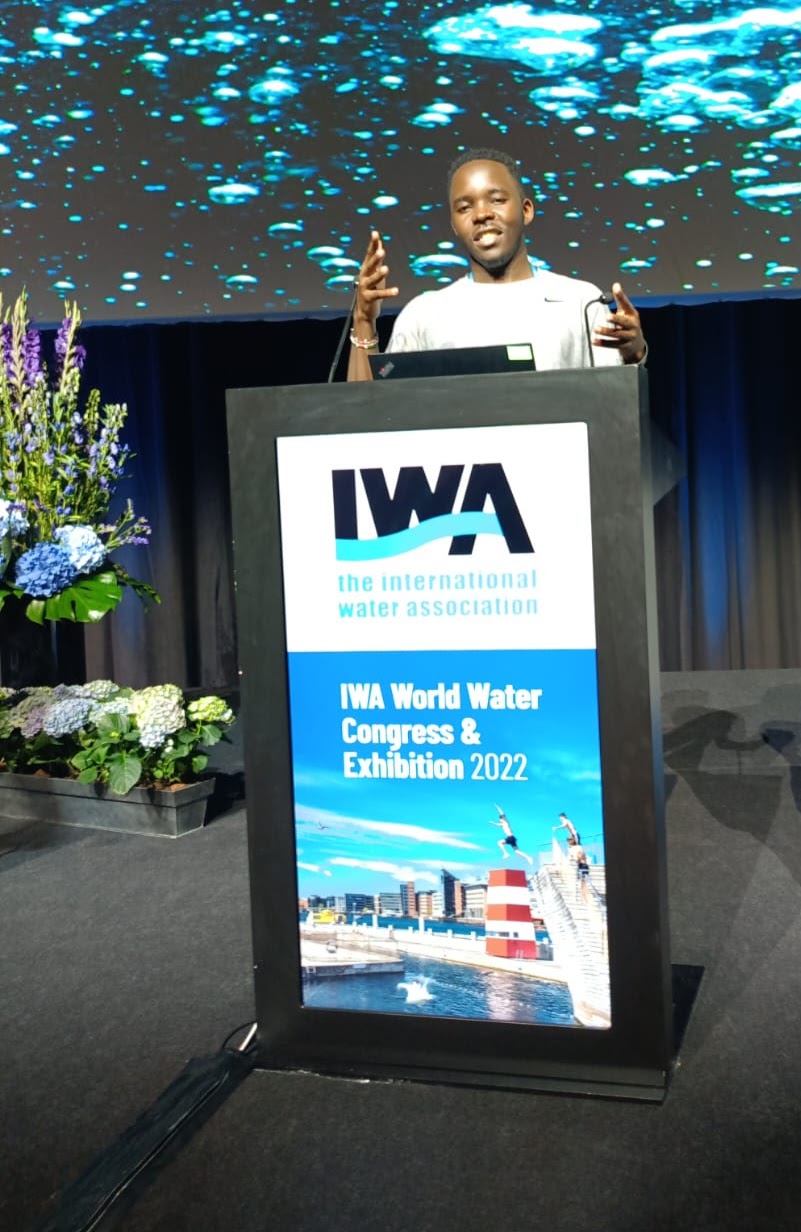 IWA
the international
water association
IWA World Water
Congress &
Exhibition 2022